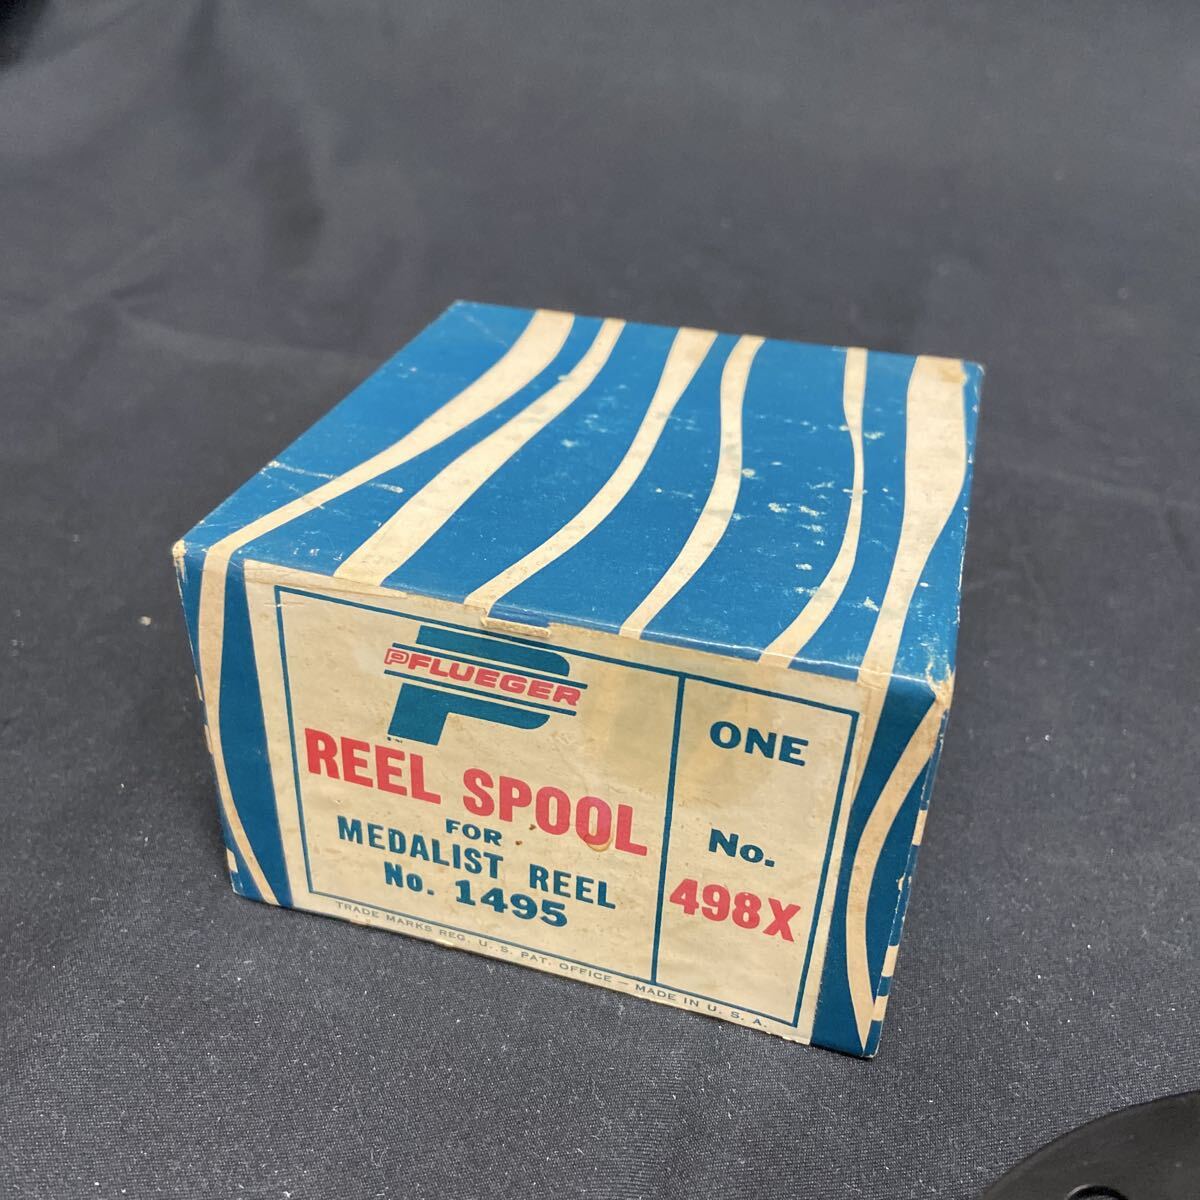 PFLUEGER
REEL SPOOL
FOR
MEDALIST REEL
No. 1495
ONE
No.
498X
TRADE MARKS REG. U. S. PAT. OFFICE — MADE IN U. S. A.